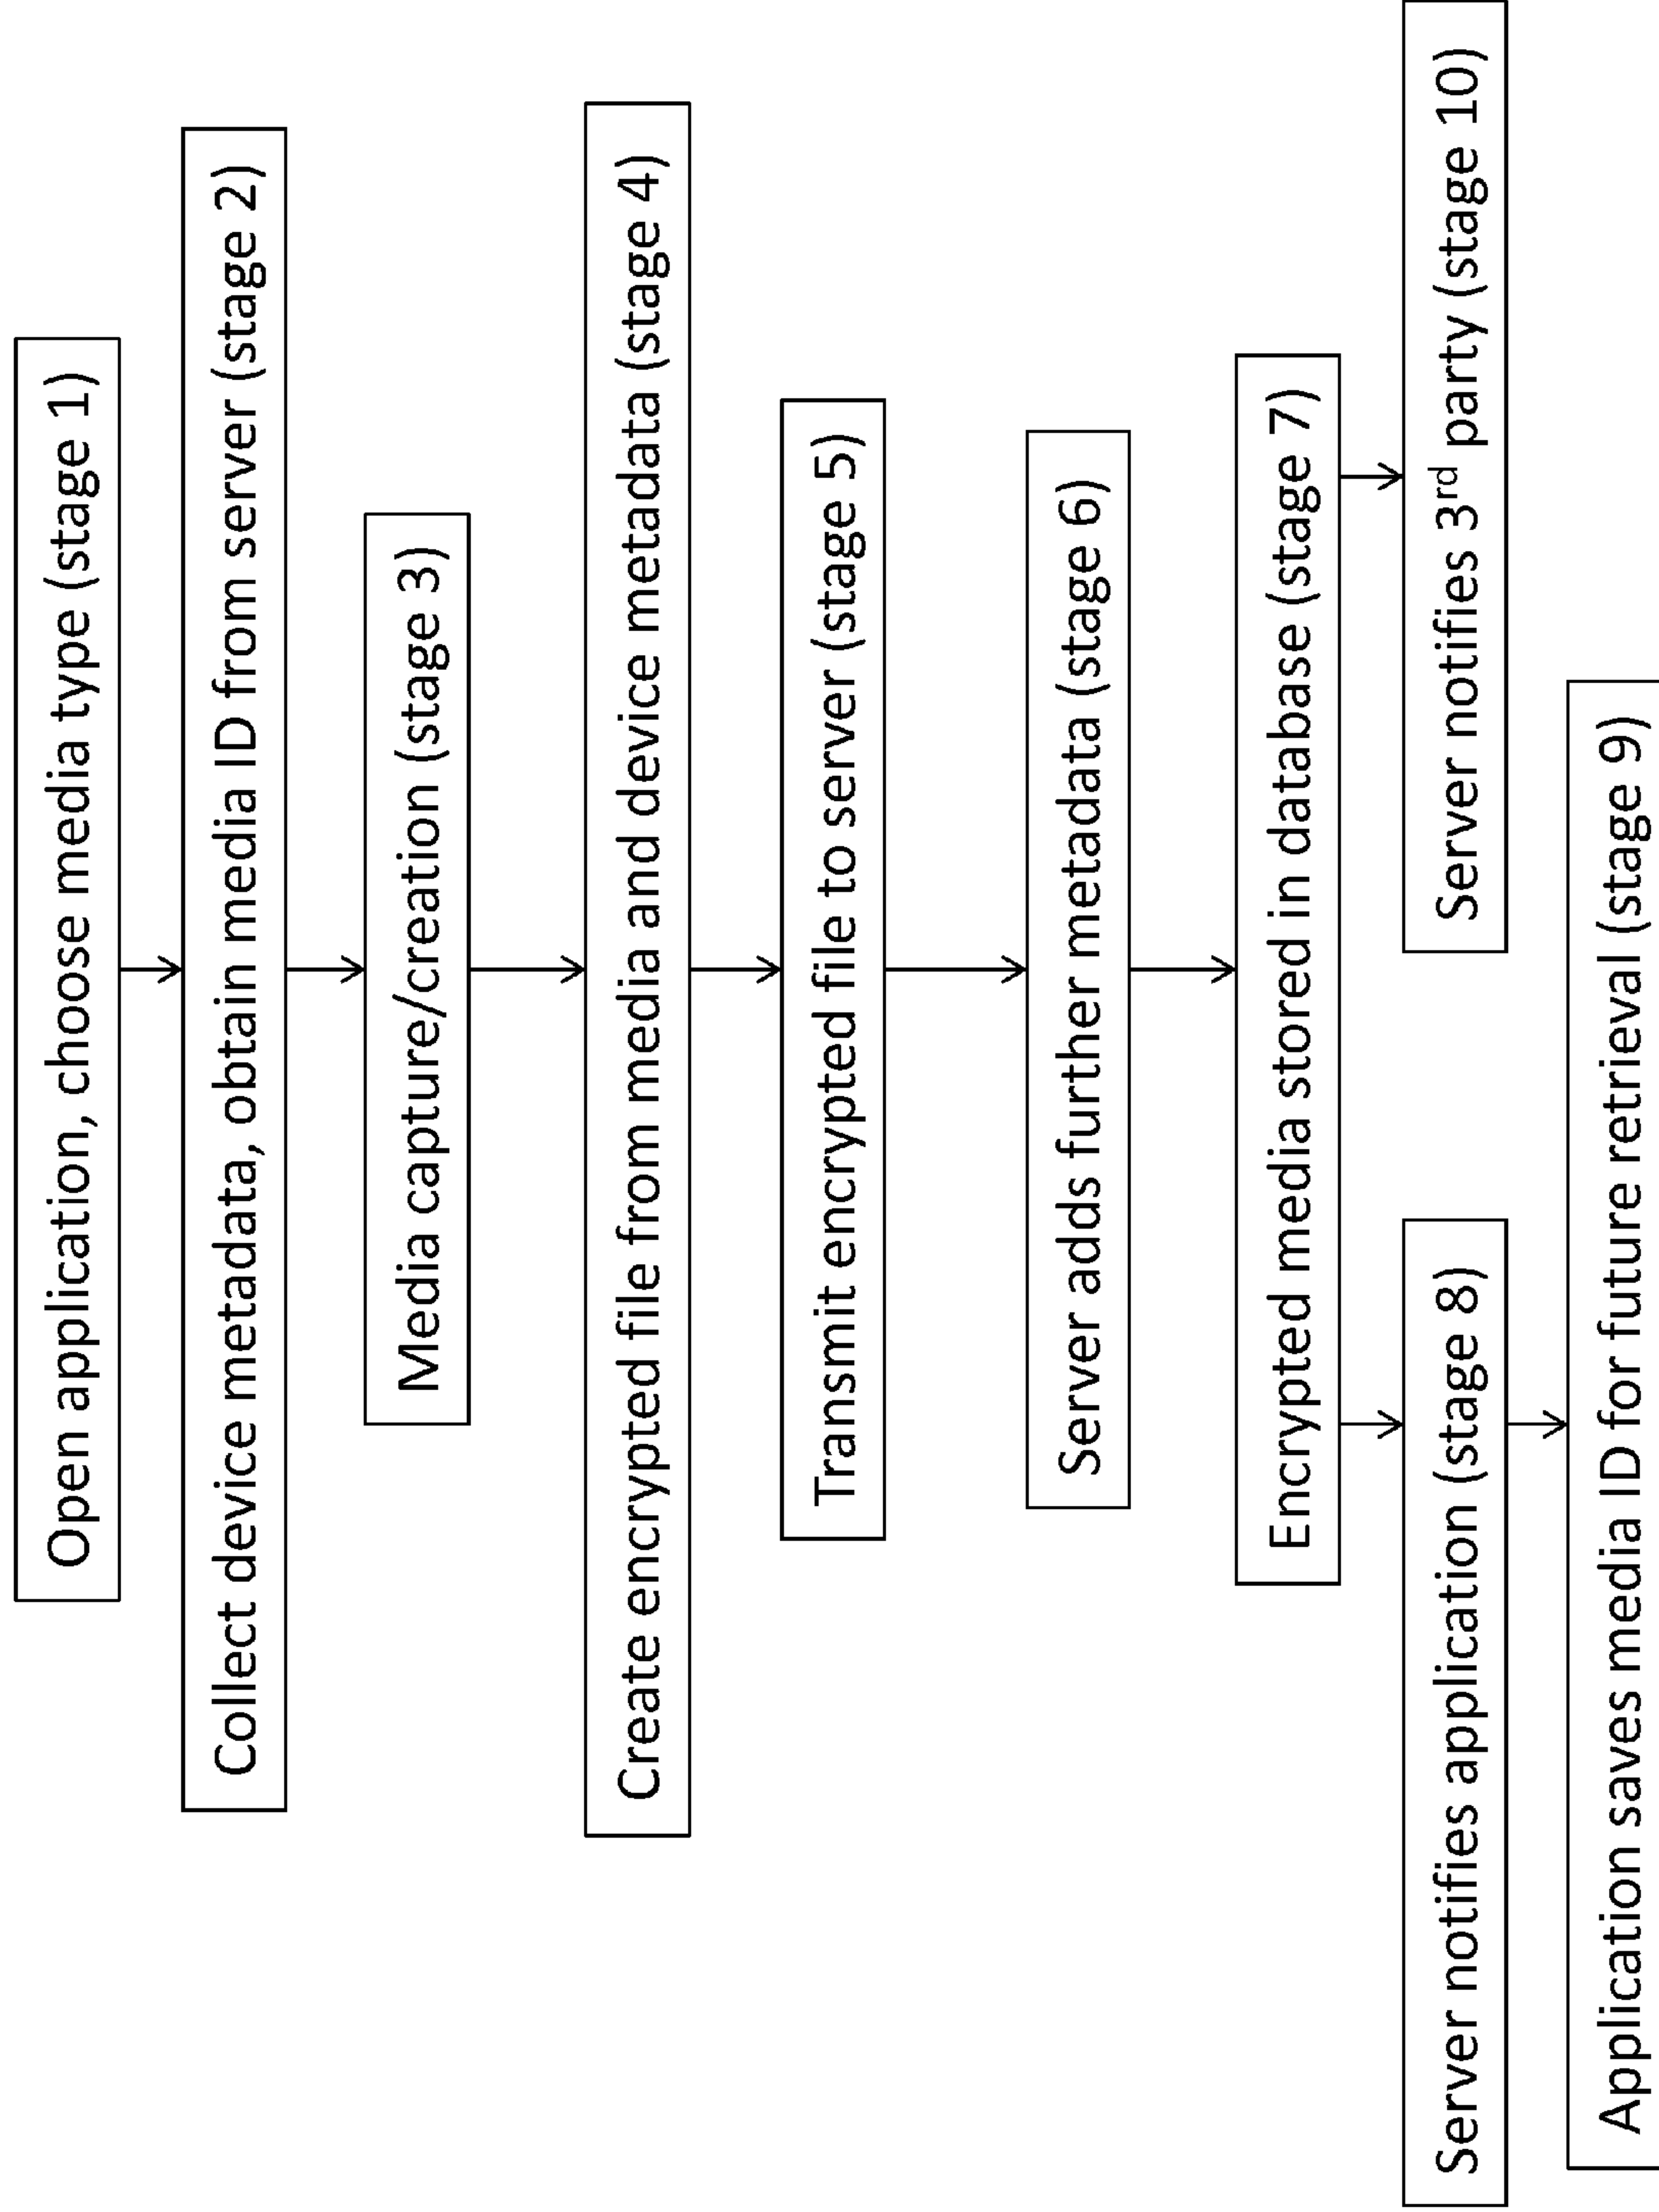 Open application, choose media type (stage 1)
Collect device metadata, obtain media ID from server (stage 2)
Media capture/creation (stage 3)
Create encrypted file from media and device metadata (stage 4)
Transmit encrypted file to server (stage 5)
Server adds further metadata (stage 6)
Encrypted media stored in database (stage 7)
Server notifies application (stage 8)
Server notifies 3rd party (stage 10)
Application saves media ID for future retrieval (stage 9)